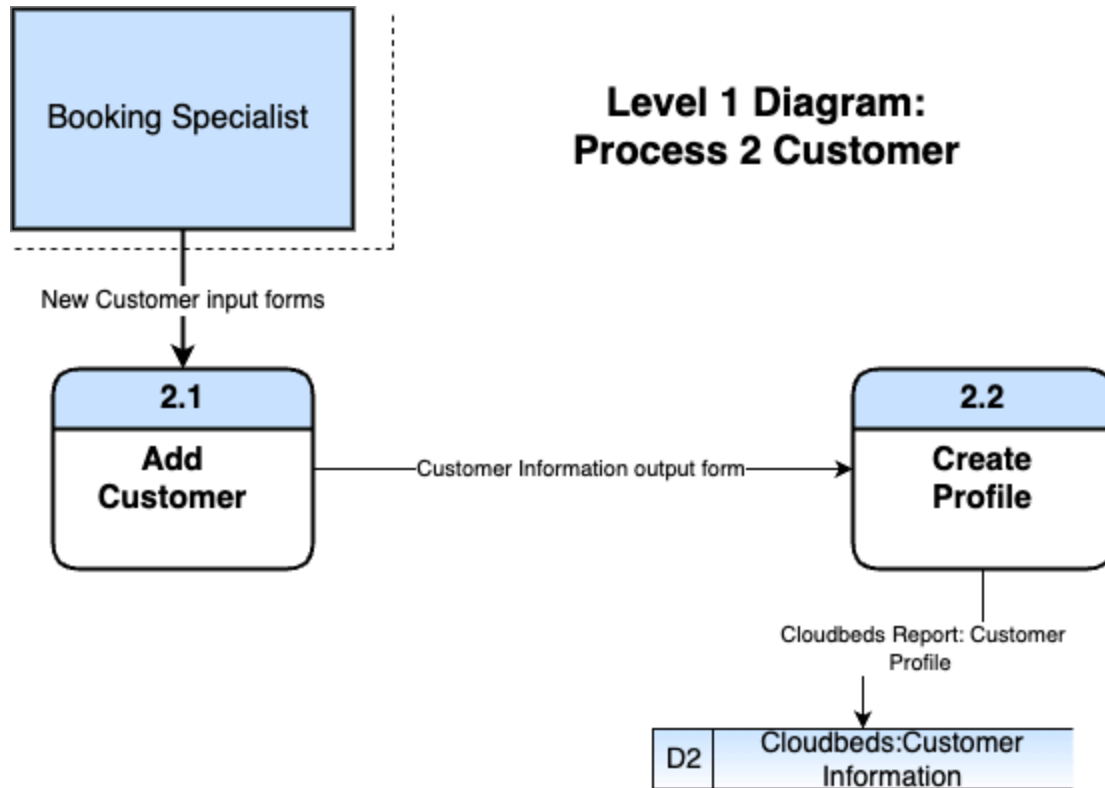 Booking Specialist
Level 1 Diagram:
Process 2 Customer
New Customer input forms
2.1
Add
Customer
Customer Information output form
2.2
Create
Profile
Cloudbeds Report: Customer
Profile
D2
Cloudbeds:Customer
Information